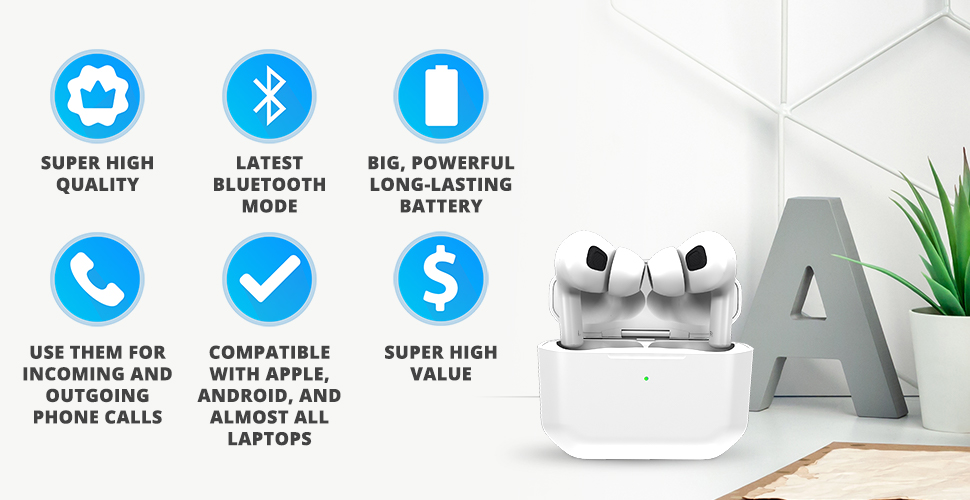 SUPER HIGH
QUALITY
LATEST
BLUETOOTH
MODE
BIG, POWERFUL
LONG-LASTING
BATTERY
USE THEM FOR
INCOMING AND
OUTGOING
PHONE CALLS
COMPATIBLE
WITH APPLE,
ANDROID, AND
ALMOST ALL
LAPTOPS
$
SUPER HIGH
VALUE
A